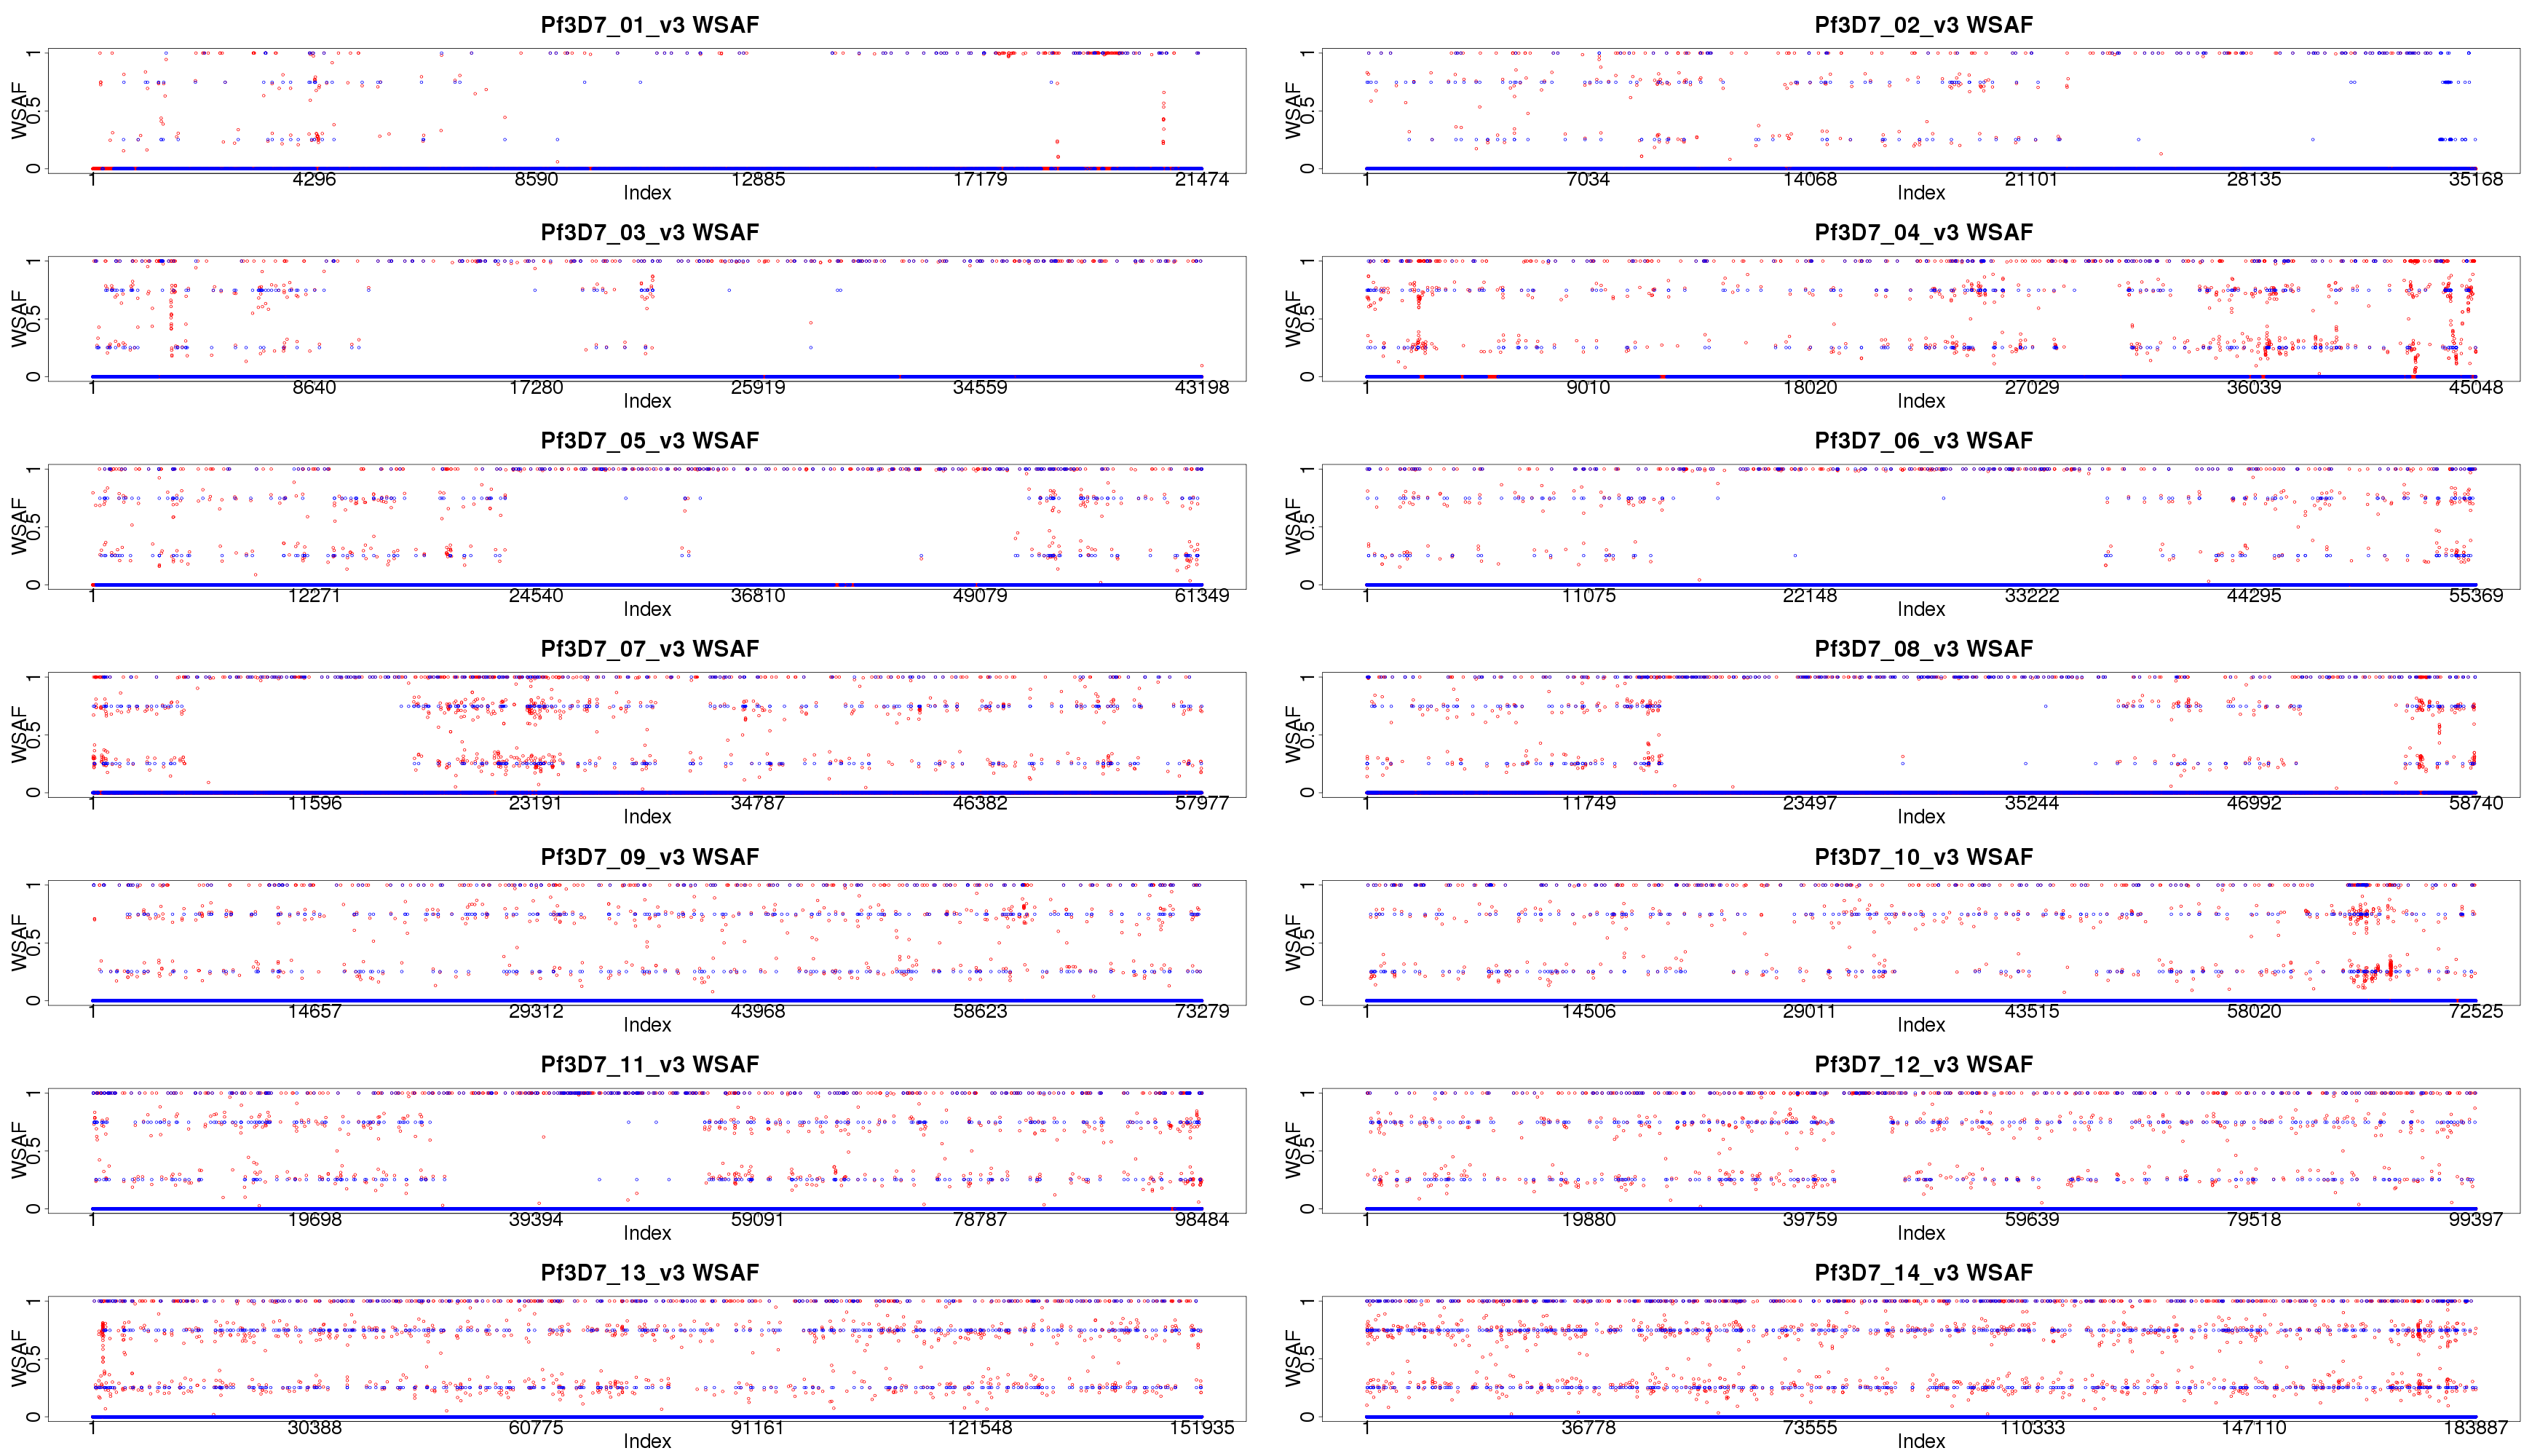 Pf3D7_01_v3 WSAF
WSAF
0 0.5 1
1 4296 8590 12885 17179 21474
Index
Pf3D7_02_v3 WSAF
WSAF
0 0.5 1
1 7034 14068 21101 28135 35168
Index
Pf3D7_03_v3 WSAF
WSAF
0 0.5 1
1 8640 17280 25919 34559 43198
Index
Pf3D7_04_v3 WSAF
WSAF
0 0.5 1
1 9010 18020 27029 36039 45048
Index
Pf3D7_05_v3 WSAF
WSAF
0 0.5 1
1 12271 24540 36810 49079 61349
Index
Pf3D7_06_v3 WSAF
WSAF
0 0.5 1
1 11075 22148 33222 44295 55369
Index
Pf3D7_07_v3 WSAF
WSAF
0 0.5 1
1 11596 23191 34787 46382 57977
Index
Pf3D7_08_v3 WSAF
WSAF
0 0.5 1
1 11749 23497 35244 46992 58740
Index
Pf3D7_09_v3 WSAF
WSAF
0 0.5 1
1 14657 29312 43968 58623 73279
Index
Pf3D7_10_v3 WSAF
WSAF
0 0.5 1
1 14506 29011 43515 58020 72525
Index
Pf3D7_11_v3 WSAF
WSAF
0 0.5 1
1 19698 39394 59091 78787 98484
Index
Pf3D7_12_v3 WSAF
WSAF
0 0.5 1
1 19880 39759 59639 79518 99397
Index
Pf3D7_13_v3 WSAF
WSAF
0 0.5 1
1 30388 60775 91161 121548 151935
Index
Pf3D7_14_v3 WSAF
WSAF
0 0.5 1
1 36778 73555 110333 147110 183887
Index